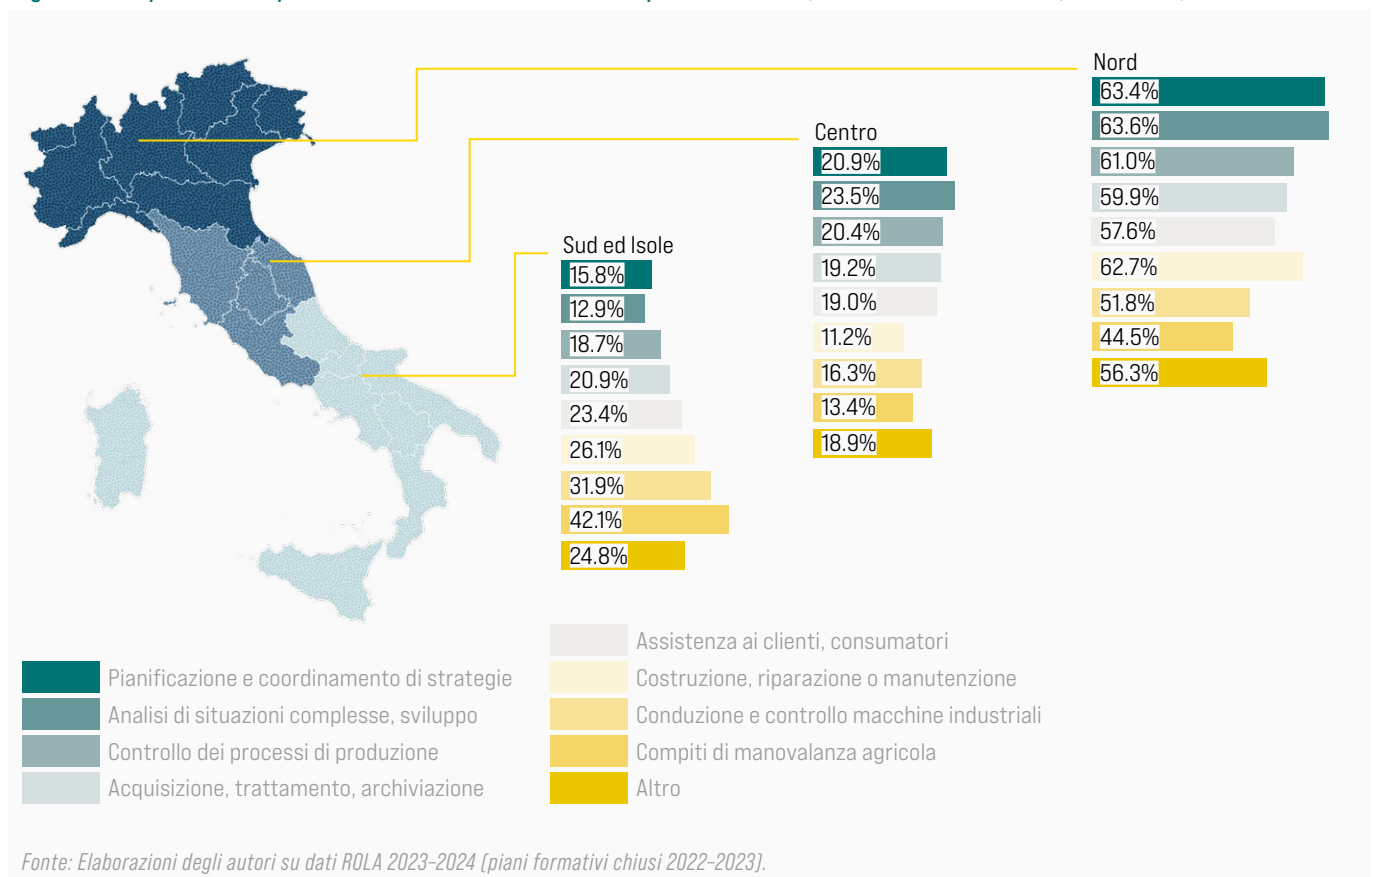 Nord
63.4%
63.6%
61.0%
59.9%
57.6%
62.7%
51.8%
44.5%
56.3%
Centro
20.9%
23.5%
20.4%
19.2%
19.0%
11.2%
16.3%
13.4%
18.9%
Sud ed Isole
15.8%
12.9%
18.7%
20.9%
23.4%
26.1%
31.9%
42.1%
24.8%
Pianificazione e coordinamento di strategie
Analisi di situazioni complesse, sviluppo
Controllo dei processi di produzione
Acquisizione, trattamento, archiviazione
Assistenza ai clienti, consumatori
Costruzione, riparazione o manutenzione
Conduzione e controllo macchine industriali
Compiti di manovalanza agricola
Altro
Fonte: Elaborazioni degli autori su dati ROLA 2023–2024 (piani formativi chiusi 2022–2023).